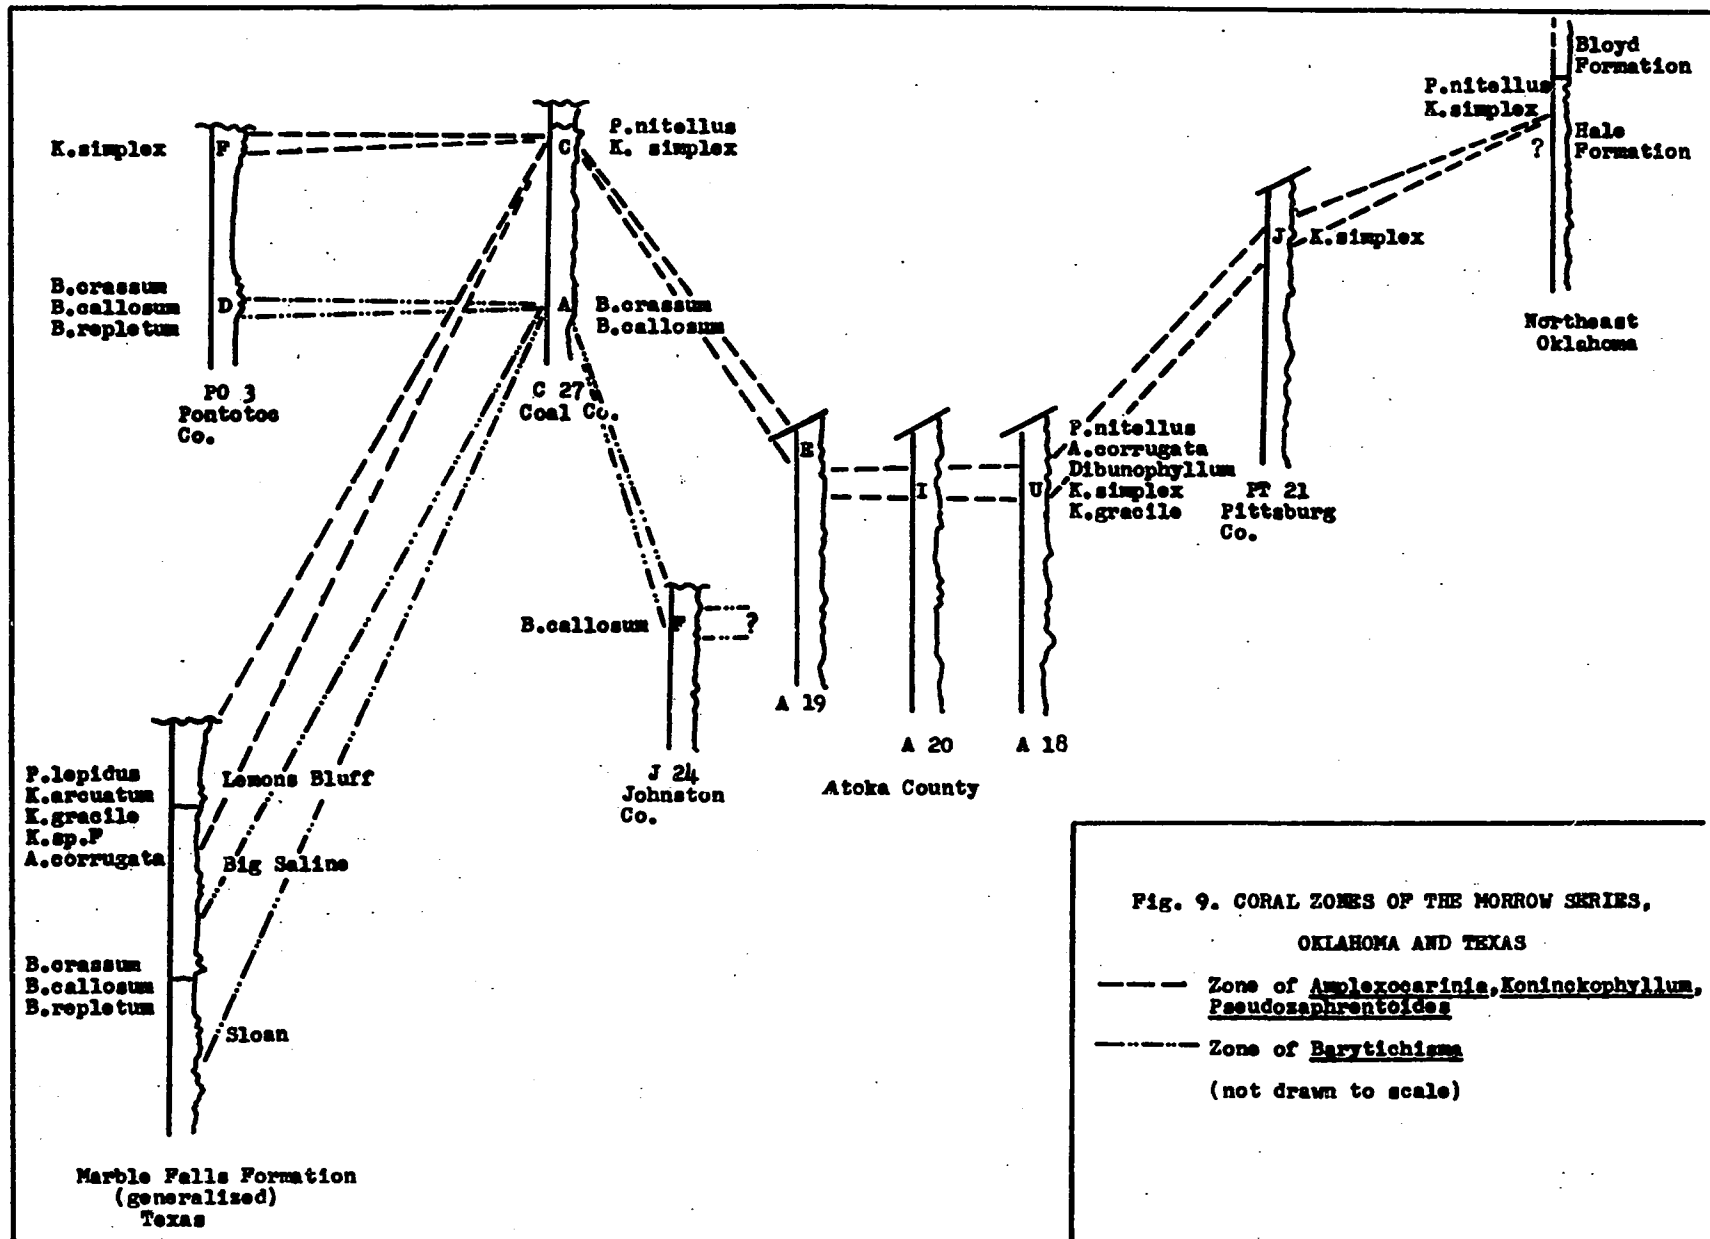 Bloyd
Formation
P.nitellus
K.simplex
Hale
Formation
?
Northeast
Oklahoma
K.simplex
F
C
P.nitellus
K. simplex
B.crassum
B.callosum
B.repletum
D
A
B.crassum
B.callosum
PO 3
Pontotoc
Co.
C 27
Coal Co.
J
K.simplex
PT 21
Pittsburg
Co.
E
I
U
P.nitellus
A.corrugata
Dibunophyllum
K.simplex
K.gracile
A 19
A 20
A 18
Atoka County
B.callosum
F
?
J 24
Johnston
Co.
P.lepidus
K.arcuatum
K.gracile
K.sp.F
A.corrugata
Lemons Bluff
Big Saline
B.crassum
B.callosum
B.repletum
Sloan
Marble Falls Formation
(generalized)
Texas
Fig. 9. CORAL ZONES OF THE MORROW SERIES,
OKLAHOMA AND TEXAS
Zone of Amplexocarinia,Koninckophyllum,
Pseudozaphrentoides
Zone of Barytichisma
(not drawn to scale)